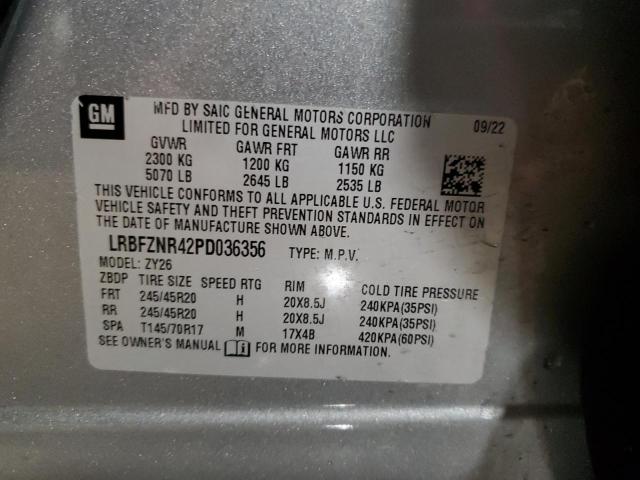 GM
MFD BY SAIC GENERAL MOTORS CORPORATION
LIMITED FOR GENERAL MOTORS LLC 09/22
GVWR GAWR FRT GAWR RR
2300 KG 1200 KG 1150 KG
5070 LB 2645 LB 2535 LB
THIS VEHICLE CONFORMS TO ALL APPLICABLE U.S. FEDERAL MOTOR
VEHICLE SAFETY AND THEFT PREVENTION STANDARDS IN EFFECT ON
THE DATE OF MANUFACTURE SHOWN ABOVE.
LRBFZNR42PD036356 TYPE: M.P.V.
MODEL: ZY26
ZBDP TIRE SIZE SPEED RTG RIM COLD TIRE PRESSURE
FRT 245/45R20 H 20X8.5J 240KPA(35PSI)
RR 245/45R20 H 20X8.5J 240KPA(35PSI)
SPA T145/70R17 M 17X4B 420KPA(60PSI)
SEE OWNER'S MANUAL FOR MORE INFORMATION.